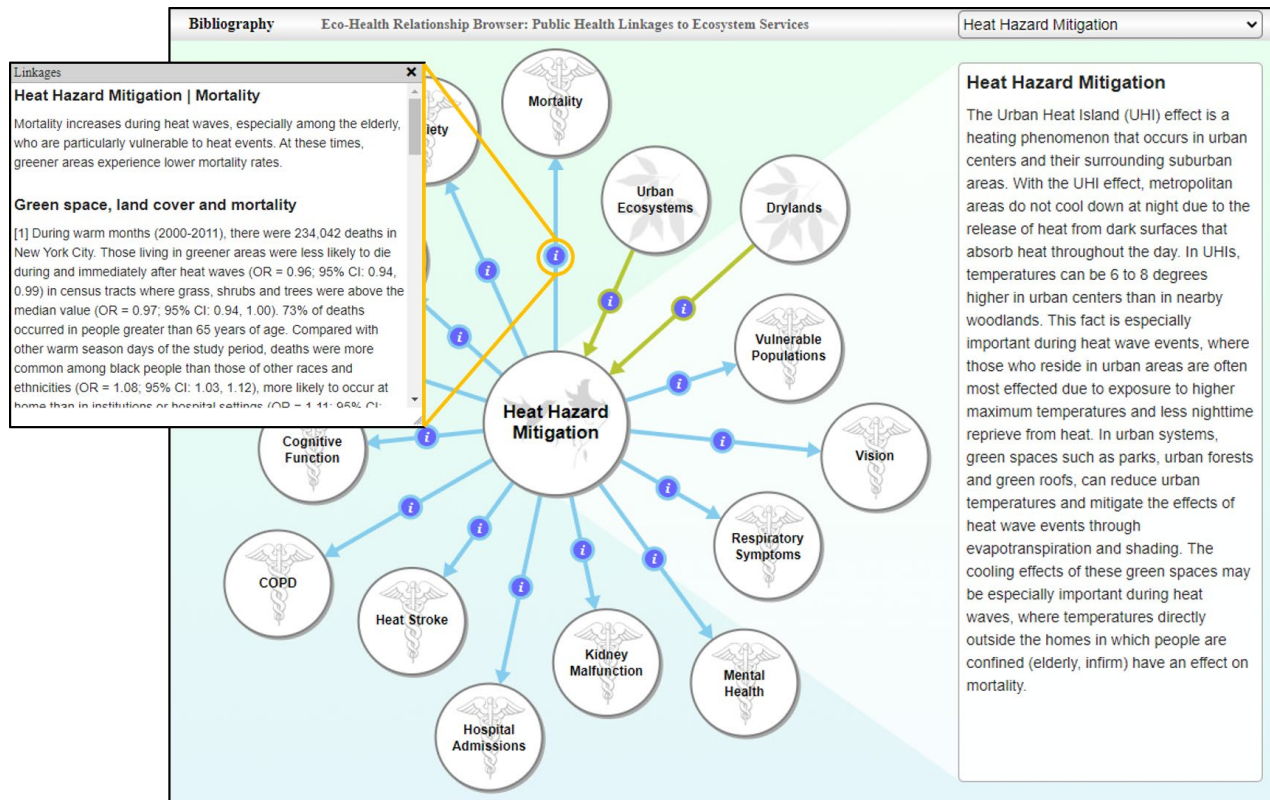 Bibliography
Eco-Health Relationship Browser: Public Health Linkages to Ecosystem Services
Heat Hazard Mitigation
Linkages
Heat Hazard Mitigation | Mortality
Mortality increases during heat waves, especially among the elderly,
who are particularly vulnerable to heat events. At these times,
greener areas experience lower mortality rates.
Green space, land cover and mortality
[1] During warm months (2000-2011), there were 234,042 deaths in
New York City. Those living in greener areas were less likely to die
during and immediately after heat waves (OR = 0.96; 95% CI: 0.94,
0.99) in census tracts where grass, shrubs and trees were above the
median value (OR = 0.97; 95% CI: 0.94, 1.00). 73% of deaths
occurred in people greater than 65 years of age. Compared with
other warm season days of the study period, deaths were more
common among black people than those of other races and
ethnicities (OR = 1.08; 95% CI: 1.03, 1.12), more likely to occur at
home than in institutions or hospital settings (OR = 1.11; 95% CI:
Mortality
Urban
Ecosystems
Drylands
Vulnerable
Populations
Heat Hazard
Mitigation
Vision
Cognitive
Function
Respiratory
Symptoms
COPD
Heat Stroke
Kidney
Malfunction
Mental
Health
Hospital
Admissions
Heat Hazard Mitigation
The Urban Heat Island (UHI) effect is a
heating phenomenon that occurs in urban
centers and their surrounding suburban
areas. With the UHI effect, metropolitan
areas do not cool down at night due to the
release of heat from dark surfaces that
absorb heat throughout the day. In UHIs,
temperatures can be 6 to 8 degrees
higher in urban centers than in nearby
woodlands. This fact is especially
important during heat wave events, where
those who reside in urban areas are often
most effected due to exposure to higher
maximum temperatures and less nighttime
reprieve from heat. In urban systems,
green spaces such as parks, urban forests
and green roofs, can reduce urban
temperatures and mitigate the effects of
heat wave events through
evapotranspiration and shading. The
cooling effects of these green spaces may
be especially important during heat
waves, where temperatures directly
outside the homes in which people are
confined (elderly, infirm) have an effect on
mortality.